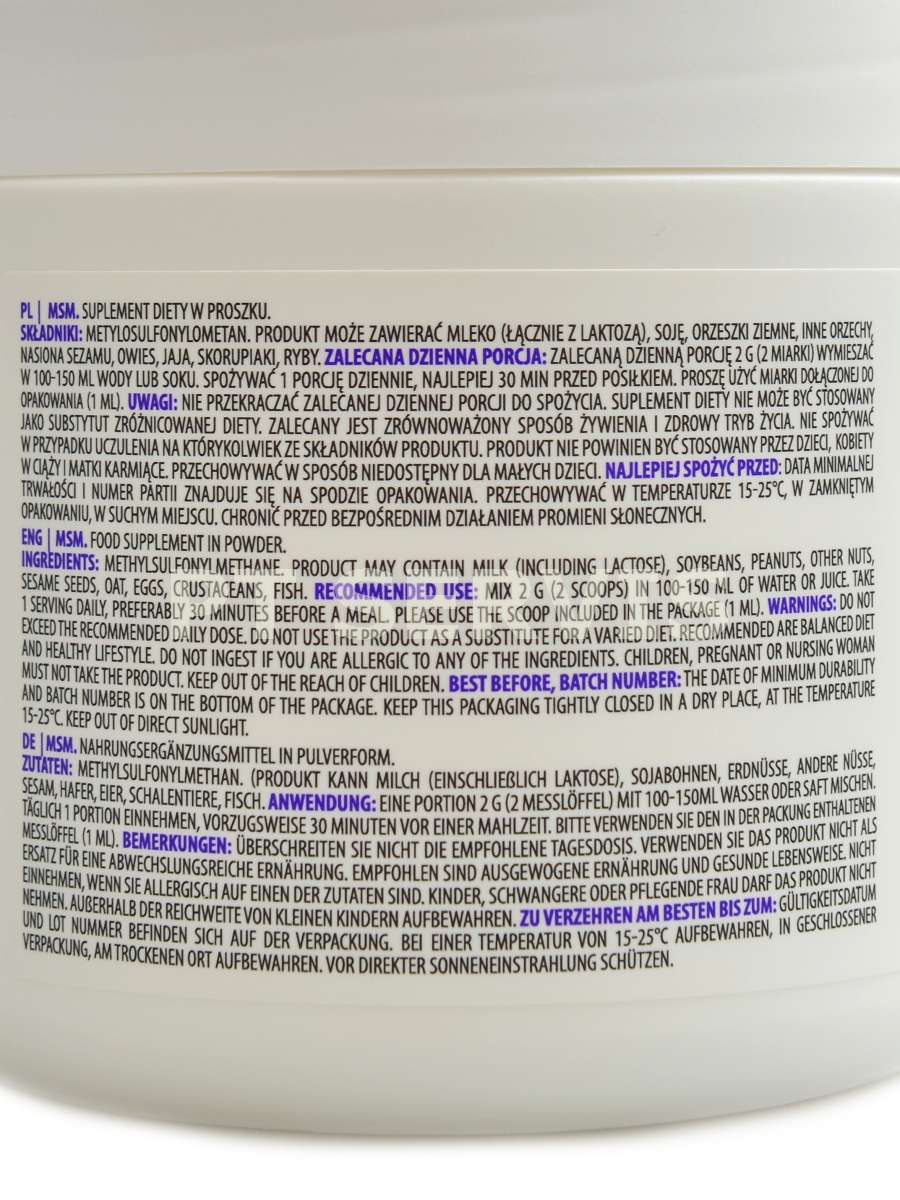 PL | MSM. SUPLEMENT DIETY W PROSZKU.
SKŁADNIKI: METYLOSULFONYLOMETAN. PRODUKT MOŻE ZAWIERAĆ MLEKO (ŁĄCZNIE Z LAKTOZĄ), SOJĘ, ORZESZKI ZIEMNE, INNE ORZECHY,
NASIONA SEZAMU, OWIES, JAJA, SKORUPIAKI, RYBY. ZALECANA DZIENNA PORCJA: ZALECANĄ DZIENNĄ PORCJĘ 2 G (2 MIARKI) WYMIESZAĆ
W 100-150 ML WODY LUB SOKU. SPOŻYWAĆ 1 PORCJĘ DZIENNIE, NAJLEPIEJ 30 MIN PRZED POSIŁKIEM. PROSZĘ UŻYĆ MIARKI DOŁĄCZONEJ DO
OPAKOWANIA (1 ML). UWAGI: NIE PRZEKRACZAĆ ZALECANEJ DZIENNEJ PORCJI DO SPOŻYCIA. SUPLEMENT DIETY NIE MOŻE BYĆ STOSOWANY
JAKO SUBSTYTUT ZRÓŻNICOWANEJ DIETY. ZALECANY JEST ZRÓWNOWAŻONY SPOSÓB ŻYWIENIA I ZDROWY TRYB ŻYCIA. NIE SPOŻYWAĆ
W PRZYPADKU UCZULENIA NA KTÓRYKOLWIEK ZE SKŁADNIKÓW PRODUKTU. PRODUKT NIE POWINIEN BYĆ STOSOWANY PRZEZ DZIECI, KOBIETY
W CIĄŻY I MATKI KARMIĄCE. PRZECHOWYWAĆ W SPOSÓB NIEDOSTĘPNY DLA MAŁYCH DZIECI. NAJLEPIEJ SPOŻYĆ PRZED: DATA MINIMALNEJ
TRWAŁOŚCI I NUMER PARTII ZNAJDUJE SIĘ NA SPODZIE OPAKOWANIA. PRZECHOWYWAĆ W TEMPERATURZE 15-25°C, W ZAMKNIĘTYM
OPAKOWANIU, W SUCHYM MIEJSCU. CHRONIĆ PRZED BEZPOŚREDNIM DZIAŁANIEM PROMIENI SŁONECZNYCH.
ENG | MSM. FOOD SUPPLEMENT IN POWDER.
INGREDIENTS: METHYLSULFONYLMETHANE. PRODUCT MAY CONTAIN MILK (INCLUDING LACTOSE), SOYBEANS, PEANUTS, OTHER NUTS,
SESAME SEEDS, OAT, EGGS, CRUSTACEANS, FISH. RECOMMENDED USE: MIX 2 G (2 SCOOPS) IN 100-150 ML OF WATER OR JUICE. TAKE
1 SERVING DAILY, PREFERABLY 30 MINUTES BEFORE A MEAL. PLEASE USE THE SCOOP INCLUDED IN THE PACKAGE (1 ML). WARNINGS: DO NOT
EXCEED THE RECOMMENDED DAILY DOSE. DO NOT USE THE PRODUCT AS A SUBSTITUTE FOR A VARIED DIET. RECOMMENDED ARE BALANCED DIET
AND HEALTHY LIFESTYLE. DO NOT INGEST IF YOU ARE ALLERGIC TO ANY OF THE INGREDIENTS. CHILDREN, PREGNANT OR NURSING WOMAN
MUST NOT TAKE THE PRODUCT. KEEP OUT OF THE REACH OF CHILDREN. BEST BEFORE, BATCH NUMBER: THE DATE OF MINIMUM DURABILITY
AND BATCH NUMBER IS ON THE BOTTOM OF THE PACKAGE. KEEP THIS PACKAGING TIGHTLY CLOSED IN A DRY PLACE, AT THE TEMPERATURE
15-25°C. KEEP OUT OF DIRECT SUNLIGHT.
DE | MSM. NAHRUNGSERGÄNZUNGSMITTEL IN PULVERFORM.
ZUTATEN: METHYLSULFONYLMETHAN. (PRODUKT KANN MILCH (EINSCHLIEßLICH LAKTOSE), SOJABOHNEN, ERDNÜSSE, ANDERE NÜSSE,
SESAM, HAFER, EIER, SCHALENTIERE, FISCH. ANWENDUNG: EINE PORTION 2 G (2 MESSLÖFFEL) MIT 100-150ML WASSER ODER SAFT MISCHEN.
TÄGLICH 1 PORTION EINNEHMEN, VORZUGSWEISE 30 MINUTEN VOR EINER MAHLZEIT. BITTE VERWENDEN SIE DEN IN DER PACKUNG ENTHALTENEN
MESSLÖFFEL (1 ML). BEMERKUNGEN: ÜBERSCHREITEN SIE NICHT DIE EMPFOHLENE TAGESDOSIS. VERWENDEN SIE DAS PRODUKT NICHT ALS
ERSATZ FÜR EINE ABWECHSLUNGSREICHE ERNÄHRUNG. EMPFOHLEN SIND AUSGEWOGENE ERNÄHRUNG UND GESUNDE LEBENSWEISE. NICHT
EINNEHMEN, WENN SIE ALLERGISCH AUF EINEN DER ZUTATEN SIND. KINDER, SCHWANGERE ODER PFLEGENDE FRAU DARF DAS PRODUKT NICHT
NEHMEN. AUßERHALB DER REICHWEITE VON KLEINEN KINDERN AUFBEWAHREN. ZU VERZEHREN AM BESTEN BIS ZUM: GÜLTIGKEITSDATUM
UND LOT NUMMER BEFINDEN SICH AUF DER VERPACKUNG. BEI EINER TEMPERATUR VON 15-25°C AUFBEWAHREN, IN GESCHLOSSENER
VERPACKUNG, AM TROCKENEN ORT AUFBEWAHREN. VOR DIREKTER SONNENEINSTRAHLUNG SCHÜTZEN.